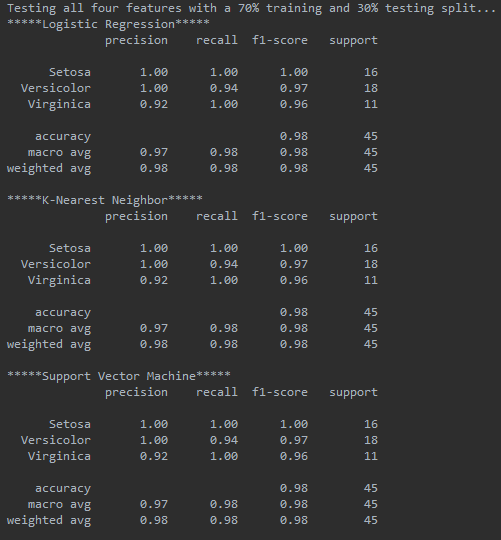 Testing all four features with a 70% training and 30% testing split...
*****Logistic Regression*****
precision recall f1-score support
Setosa 1.00 1.00 1.00 16
Versicolor 1.00 0.94 0.97 18
Virginica 0.92 1.00 0.96 11
accuracy 0.98 45
macro avg 0.97 0.98 0.98 45
weighted avg 0.98 0.98 0.98 45
*****K-Nearest Neighbor*****
precision recall f1-score support
Setosa 1.00 1.00 1.00 16
Versicolor 1.00 0.94 0.97 18
Virginica 0.92 1.00 0.96 11
accuracy 0.98 45
macro avg 0.97 0.98 0.98 45
weighted avg 0.98 0.98 0.98 45
*****Support Vector Machine*****
precision recall f1-score support
Setosa 1.00 1.00 1.00 16
Versicolor 1.00 0.94 0.97 18
Virginica 0.92 1.00 0.96 11
accuracy 0.98 45
macro avg 0.97 0.98 0.98 45
weighted avg 0.98 0.98 0.98 45